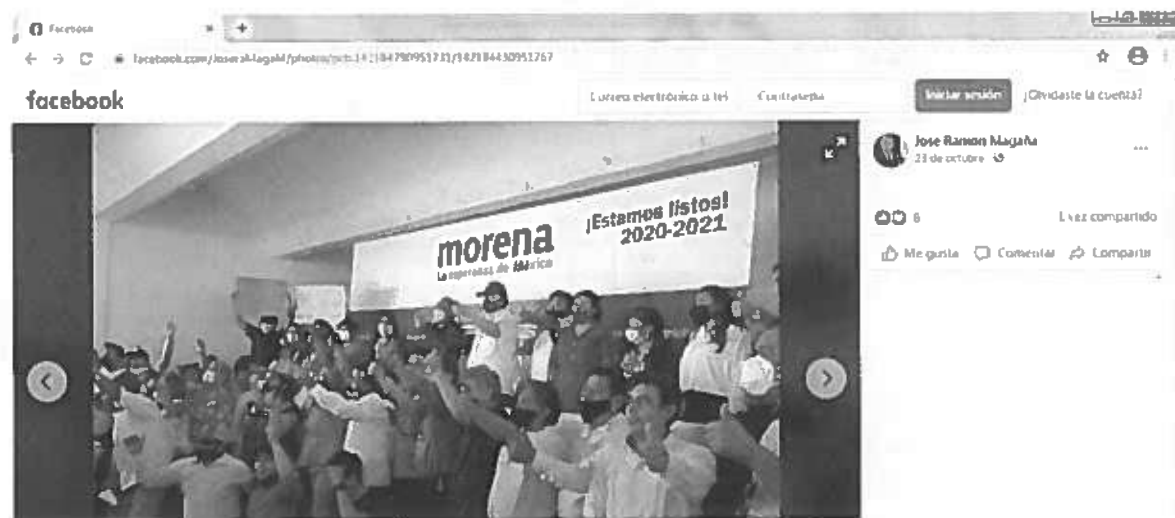 Facebook
facebook
Correo electrónico o tel
Contraseña
Iniciar sesión
¿Olvidaste la cuenta?
morena
La esperanza de México
¡Estamos listos!
2020-2021
Jose Ramon Magaña
23 de octubre
6
1 vez compartido
Me gusta
Comentar
Compartir